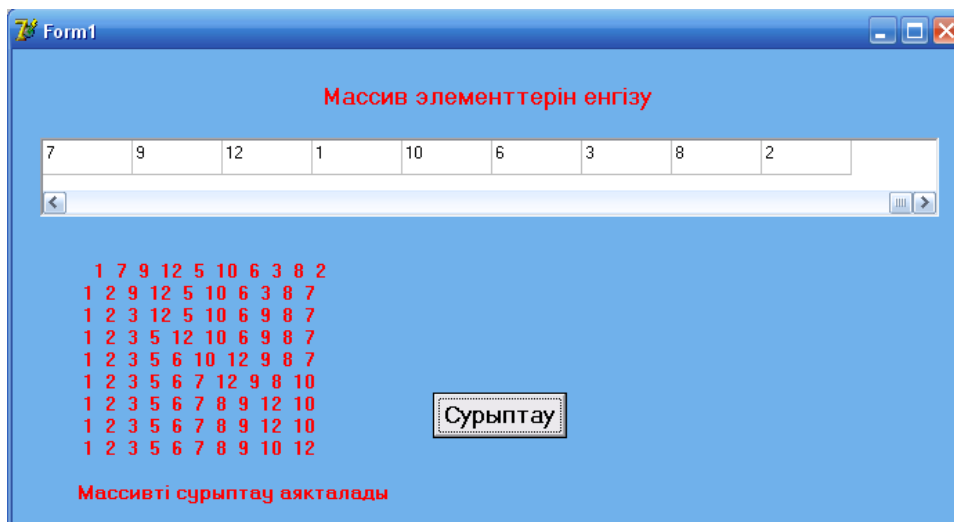 Form1
Массив элементтерін енгізу
7 9 12 1 10 6 3 8 2
1 7 9 12 5 10 6 3 8 2
1 2 9 12 5 10 6 3 8 7
1 2 3 12 5 10 6 9 8 7
1 2 3 5 12 10 6 9 8 7
1 2 3 5 6 10 12 9 8 7
1 2 3 5 6 7 12 9 8 10
1 2 3 5 6 7 8 9 12 10
1 2 3 5 6 7 8 9 12 10
1 2 3 5 6 7 8 9 10 12
Сурыптау
Массивті сурыптау аякталады